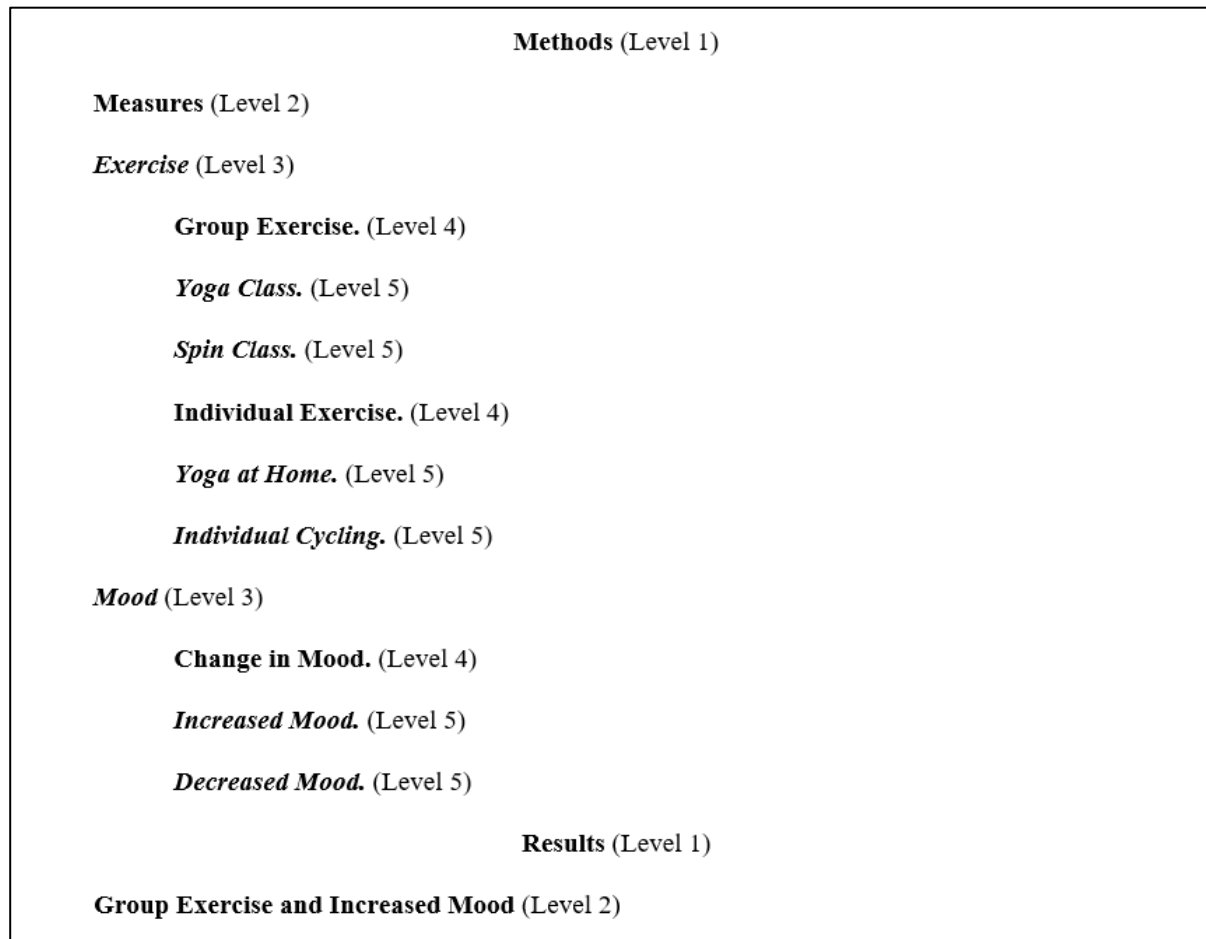 Methods (Level 1)
Measures (Level 2)
Exercise (Level 3)
Group Exercise. (Level 4)
Yoga Class. (Level 5)
Spin Class. (Level 5)
Individual Exercise. (Level 4)
Yoga at Home. (Level 5)
Individual Cycling. (Level 5)
Mood (Level 3)
Change in Mood. (Level 4)
Increased Mood. (Level 5)
Decreased Mood. (Level 5)
Results (Level 1)
Group Exercise and Increased Mood (Level 2)